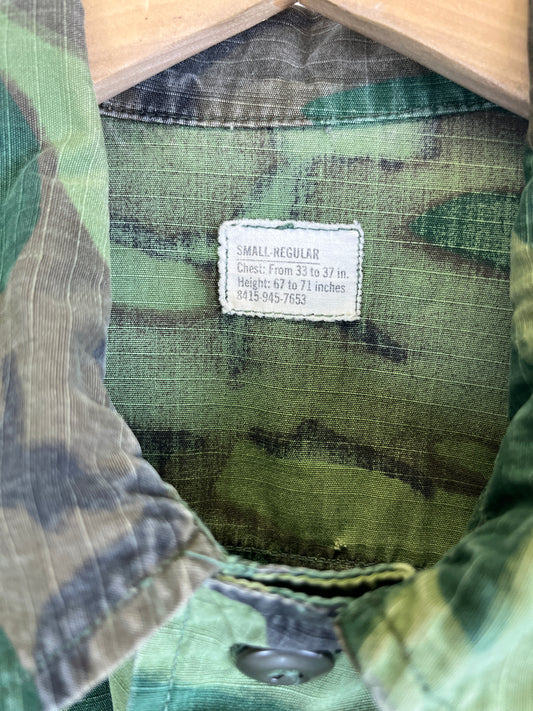 SMALL-REGULAR
Chest: From 33 to 37 in.
Height: 67 to 71 inches
8415-945-7653